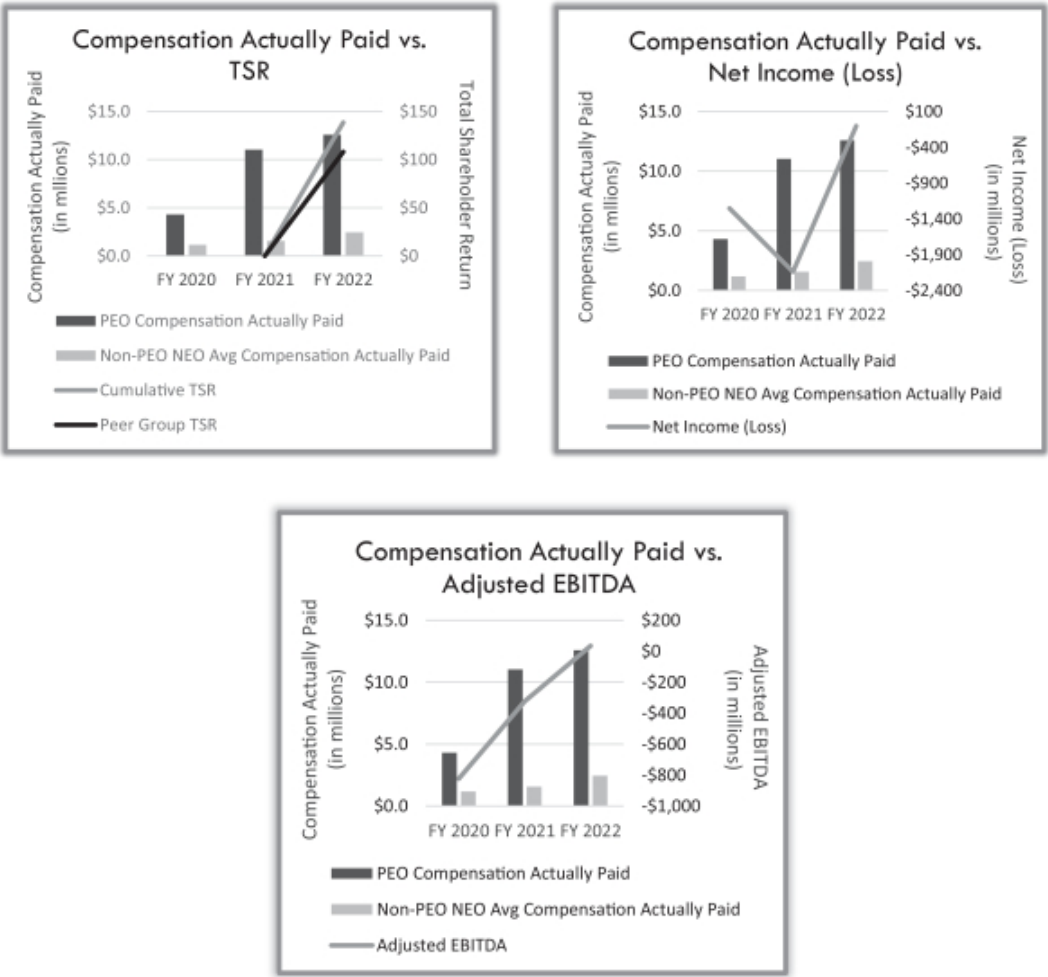 Compensation Actually Paid vs.
TSR
Compensation Actually Paid
(in mllions)
$15.0
$10.0
$5.0
$0.0
$150
$100
$50
$0
Total Shareholder Return
FY 2020 FY 2021 FY 2022
PEO Compensation Actually Paid
Non-PEO NEO Avg Compensation Actually Paid
Cumulative TSR
Peer Group TSR
Compensation Actually Paid vs.
Net Income (Loss)
Compensation Actually Paid
(in mllions)
$15.0
$10.0
$5.0
$0.0
$100
-$400
-$900
-$1,400
-$1,900
-$2,400
Net Income (Loss)
(in millions)
FY 2020 FY 2021 FY 2022
PEO Compensation Actually Paid
Non-PEO NEO Avg Compensation Actually Paid
Net Income (Loss)
Compensation Actually Paid vs.
Adjusted EBITDA
Compensation Actually Paid
(in millions)
$15.0
$10.0
$5.0
$0.0
$200
$0
-$200
-$400
-$600
-$800
-$1,000
Adjusted EBITDA
(in millions)
FY 2020 FY 2021 FY 2022
PEO Compensation Actually Paid
Non-PEO NEO Avg Compensation Actually Paid
Adjusted EBITDA